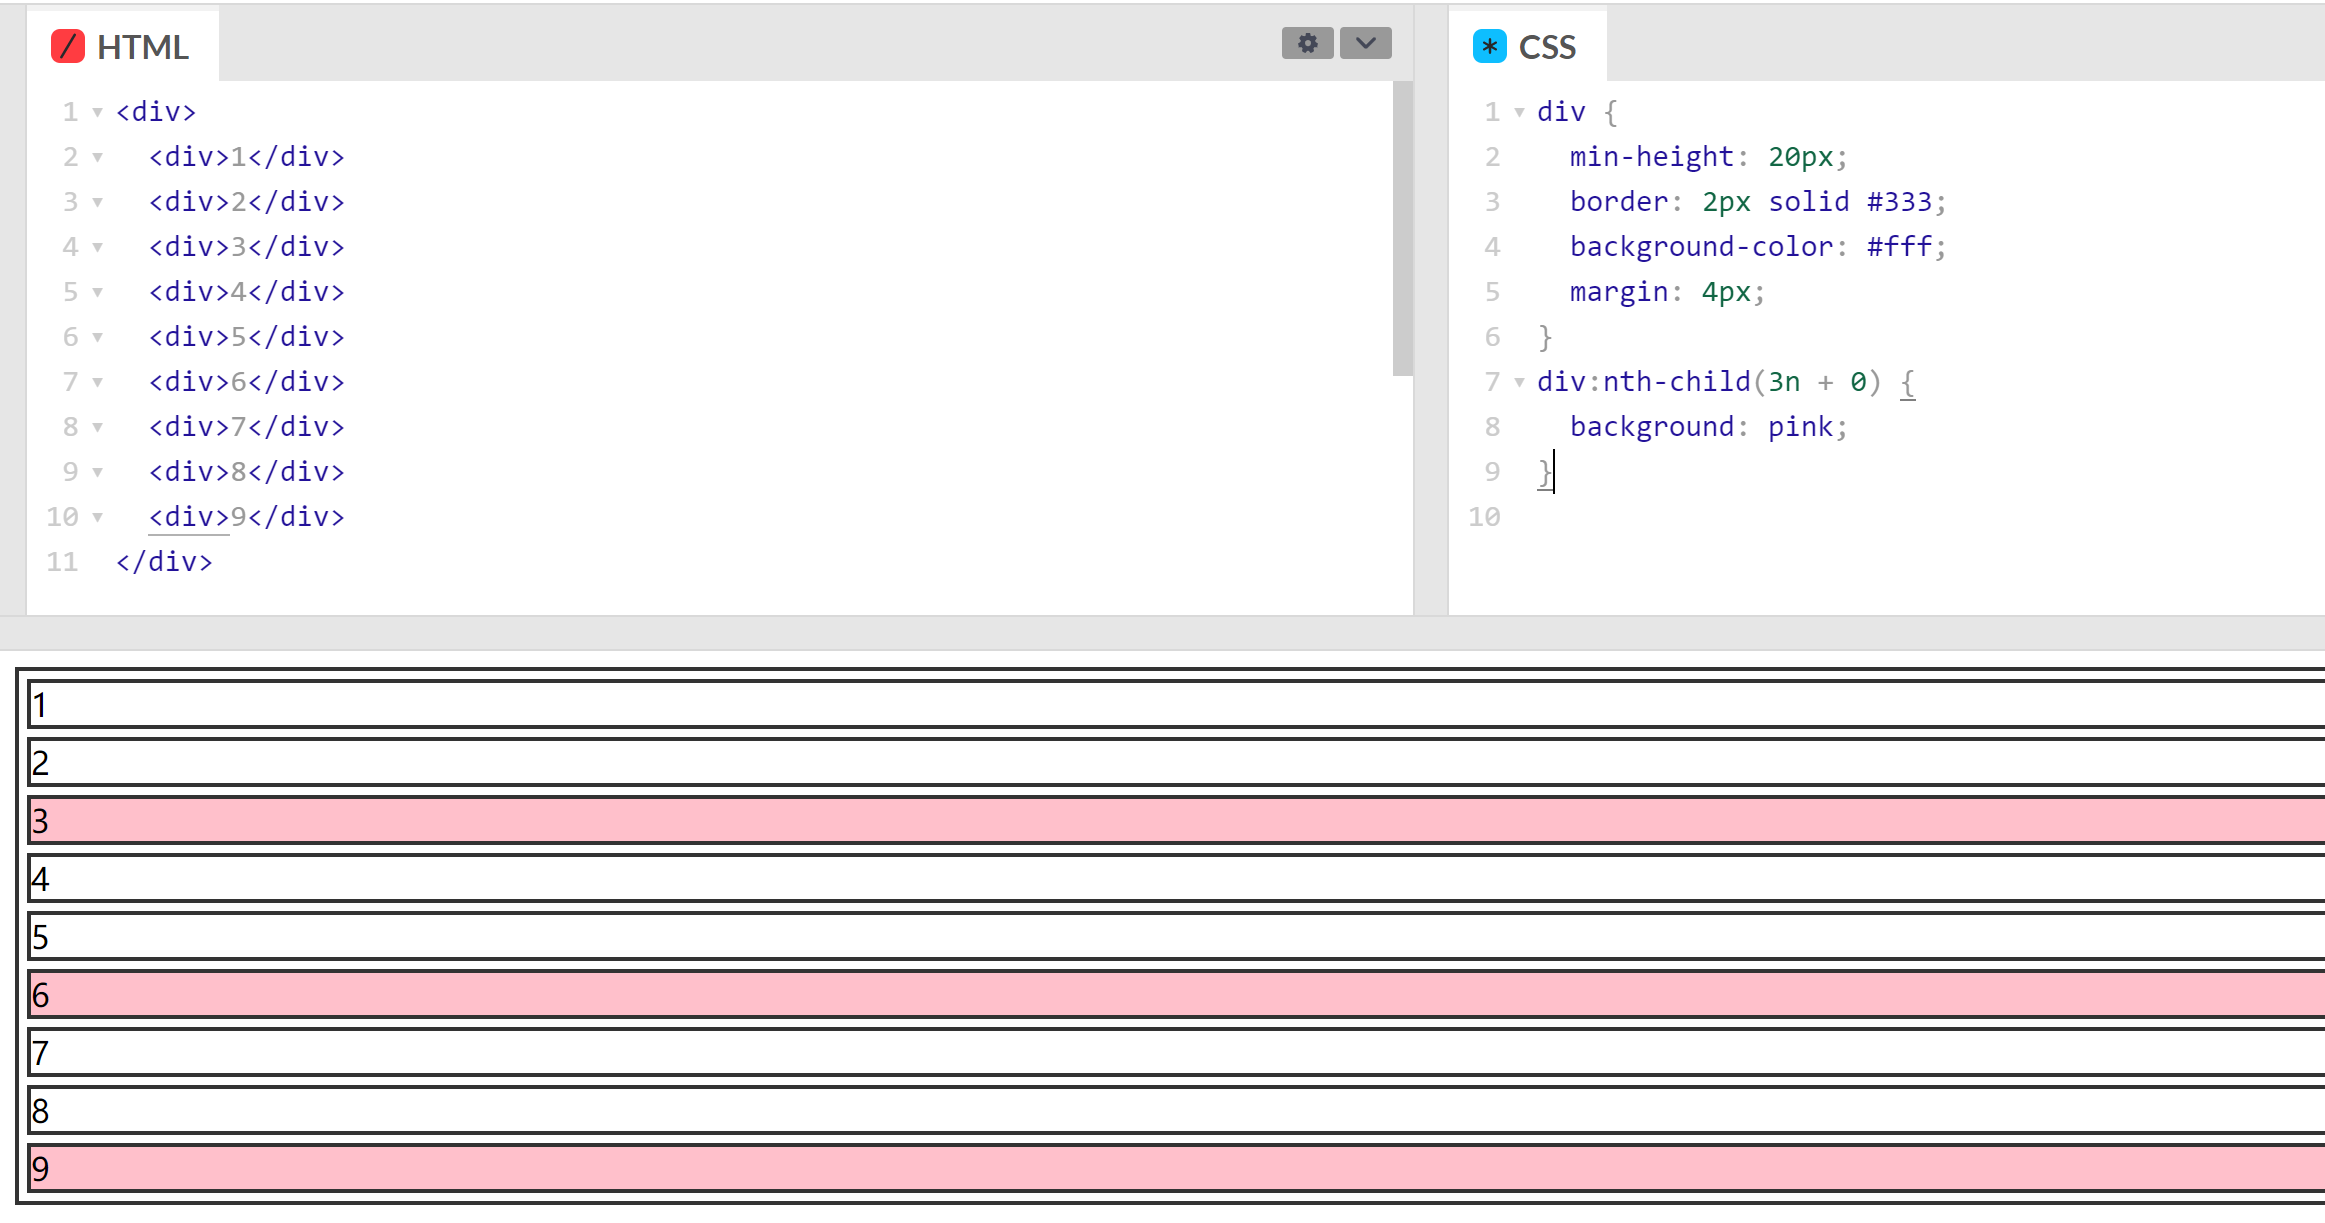 HTML
1 <div>
2 <div>1</div>
3 <div>2</div>
4 <div>3</div>
5 <div>4</div>
6 <div>5</div>
7 <div>6</div>
8 <div>7</div>
9 <div>8</div>
10 <div>9</div>
11 </div>
* CSS
1 div {
2 min-height: 20px;
3 border: 2px solid #333;
4 background-color: #fff;
5 margin: 4px;
6 }
7 div:nth-child(3n + 0) {
8 background: pink;
9 }
10
1
2
3
4
5
6
7
8
9